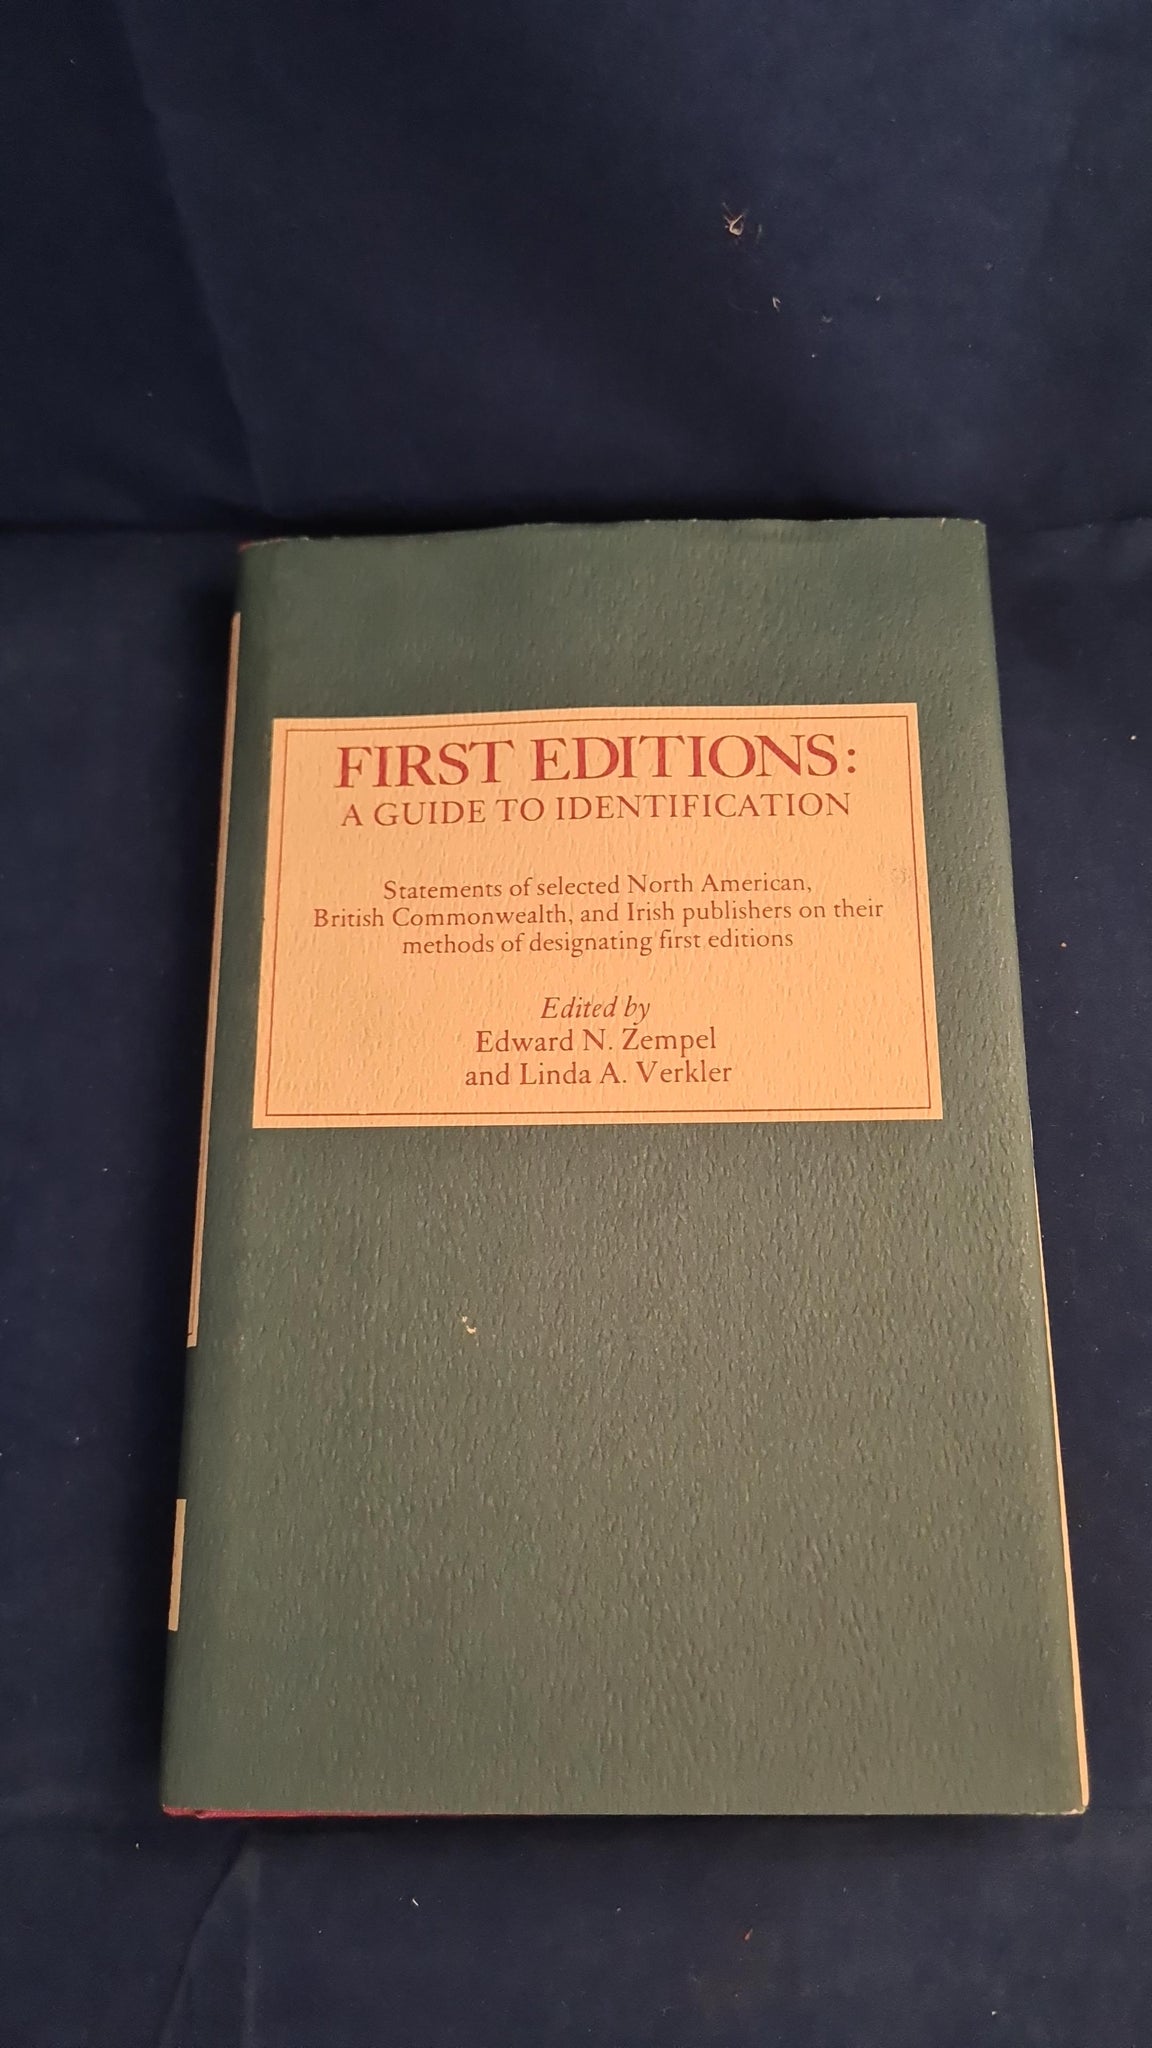 FIRST EDITIONS:
A GUIDE TO IDENTIFICATION
Statements of selected North American,
British Commonwealth, and Irish publishers on their
methods of designating first editions
Edited by
Edward N. Zempel
and Linda A. Verkler